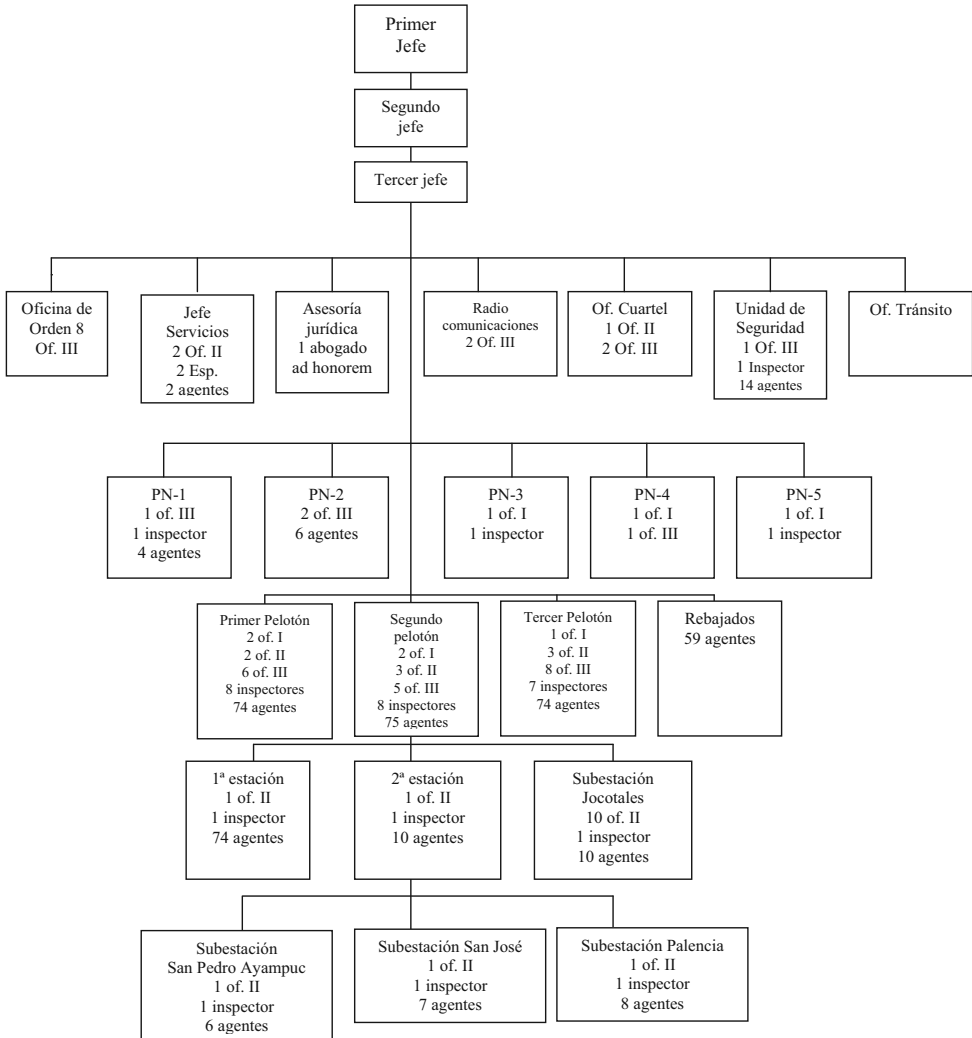 Primer
Jefe
Segundo
jefe
Tercer jefe
Oficina de
Orden 8
Of. III
Jefe
Servicios
2 Of. II
2 Esp.
2 agentes
Asesoría
jurídica
1 abogado
ad honorem
Radio
comunicaciones
2 Of. III
Of. Cuartel
1 Of. II
2 Of. III
Unidad de
Seguridad
1 Of. III
1 Inspector
14 agentes
Of. Tránsito
PN-1
1 of. III
1 inspector
4 agentes
PN-2
2 of. III
6 agentes
PN-3
1 of. I
1 inspector
PN-4
1 of. I
1 of. III
PN-5
1 of. I
1 inspector
Primer Pelotón
2 of. I
2 of. II
6 of. III
8 inspectores
74 agentes
Segundo
pelotón
2 of. I
3 of. II
5 of. III
8 inspectores
75 agentes
Tercer Pelotón
1 of. I
3 of. II
8 of. III
7 inspectores
74 agentes
Rebajados
59 agentes
1ª estación
1 of. II
1 inspector
74 agentes
2ª estación
1 of. II
1 inspector
10 agentes
Subestación
Jocotales
10 of. II
1 inspector
10 agentes
Subestación
San Pedro Ayampuc
1 of. II
1 inspector
6 agentes
Subestación San José
1 of. II
1 inspector
7 agentes
Subestación Palencia
1 of. II
1 inspector
8 agentes